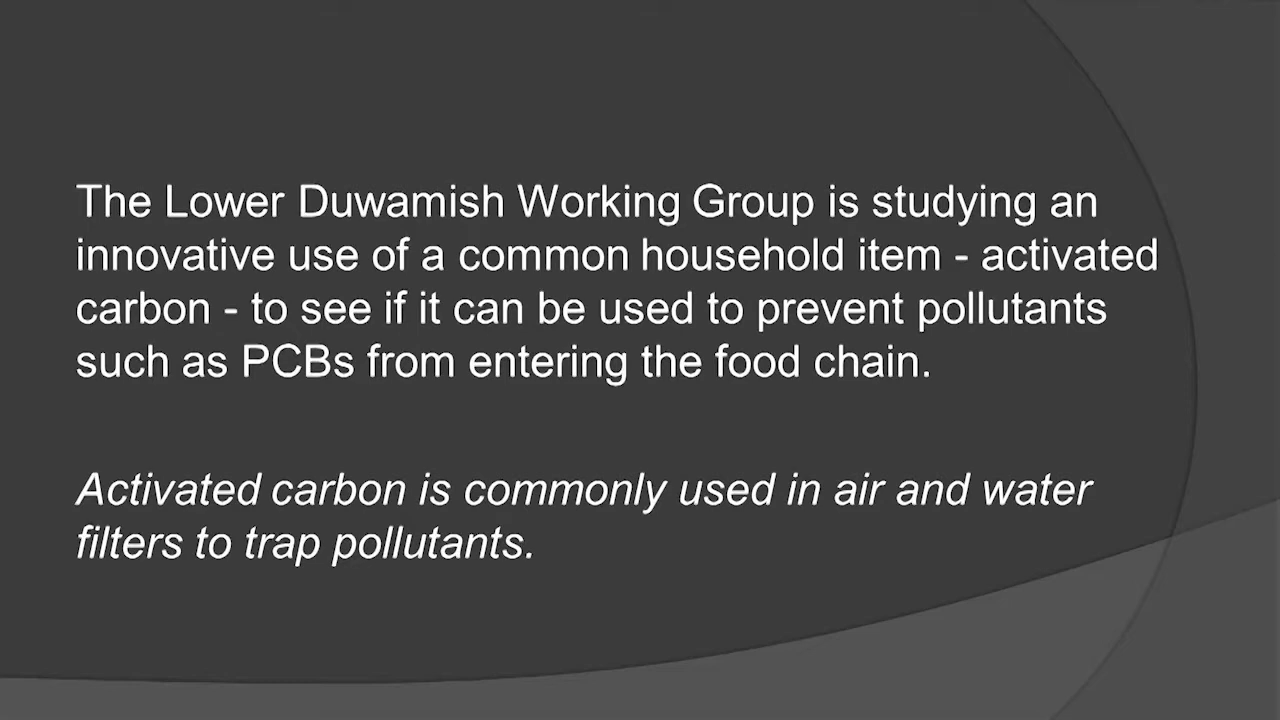 The Lower Duwamish Working Group is studying an
innovative use of a common household item - activated
carbon - to see if it can be used to prevent pollutants
such as PCBs from entering the food chain.
Activated carbon is commonly used in air and water
filters to trap pollutants.